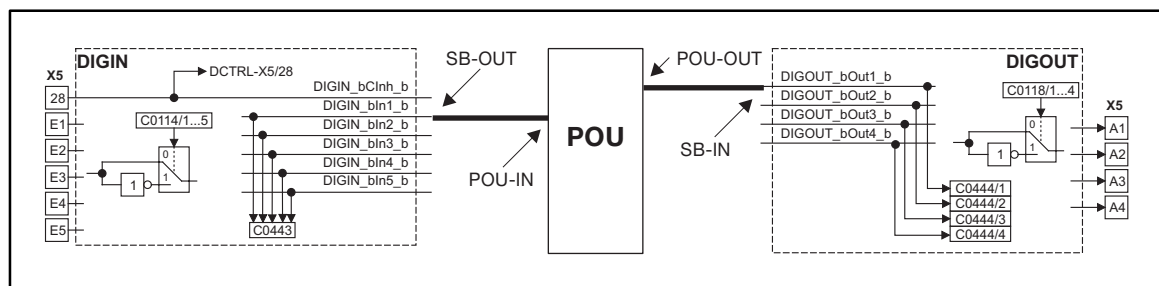 X5
DIGIN
DCTRL-X5/28
28
E1
E2
E3
E4
E5
C0114/1...5
0
1
1
DIGIN_bCInh_b
DIGIN_bIn1_b
DIGIN_bIn2_b
DIGIN_bIn3_b
DIGIN_bIn4_b
DIGIN_bIn5_b
C0443
SB-OUT
POU-IN
POU
POU-OUT
SB-IN
DIGOUT
DIGOUT_bOut1_b
DIGOUT_bOut2_b
DIGOUT_bOut3_b
DIGOUT_bOut4_b
C0118/1...4
0
1
1
C0444/1
C0444/2
C0444/3
C0444/4
X5
A1
A2
A3
A4